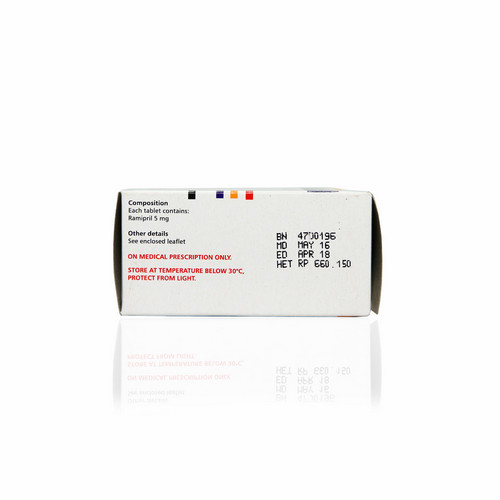 Composition
Each tablet contains:
Ramipril 5 mg
Other details
See enclosed leaflet
ON MEDICAL PRESCRIPTION ONLY.
STORE AT TEMPERATURE BELOW 30°C,
PROTECT FROM LIGHT.
BN 4700196
MD MAY 16
ED APR 18
HET RP 660.150